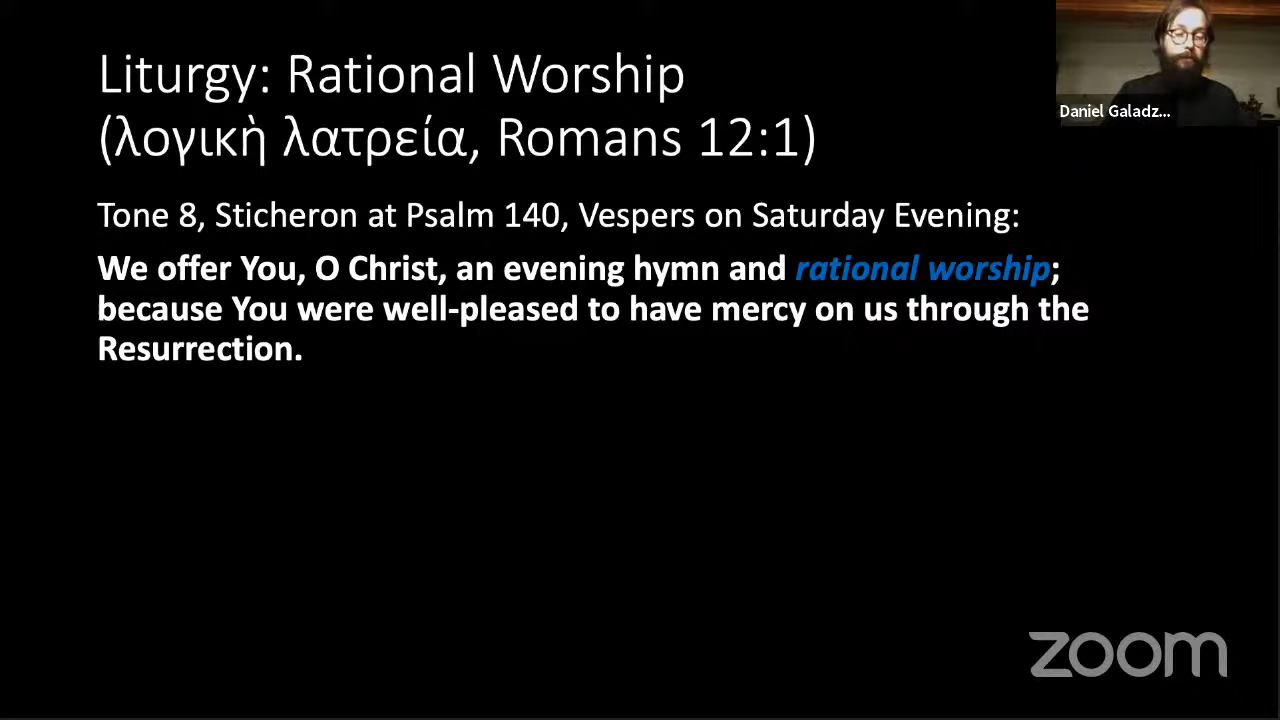 Liturgy: Rational Worship
(λογικὴ λατρεία, Romans 12:1)
Daniel Galadz...
Tone 8, Sticheron at Psalm 140, Vespers on Saturday Evening:
We offer You, O Christ, an evening hymn and rational worship;
because You were well-pleased to have mercy on us through the
Resurrection.
zoom